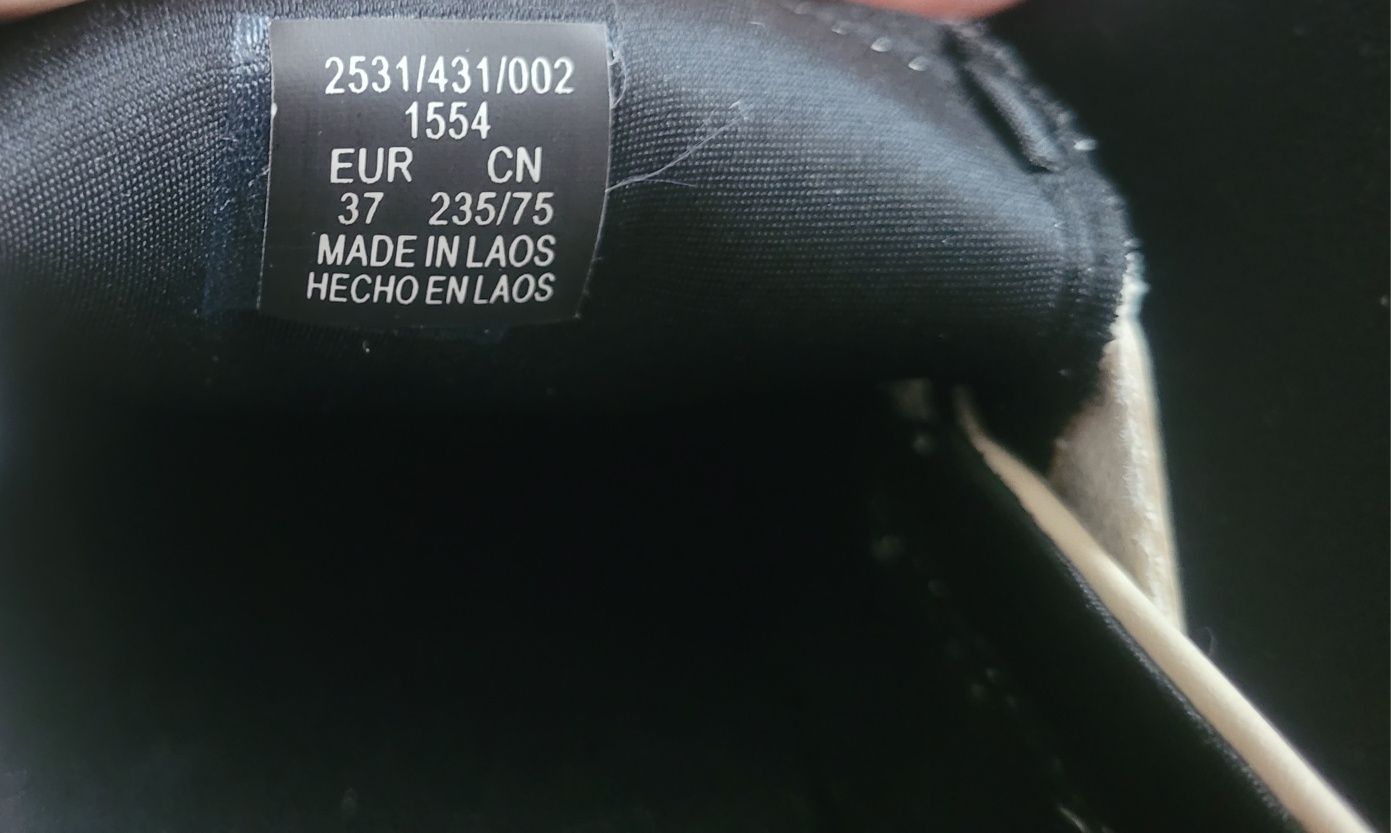 2531/431/002
1554
EUR CN
37 235/75
MADE IN LAOS
HECHO EN LAOS